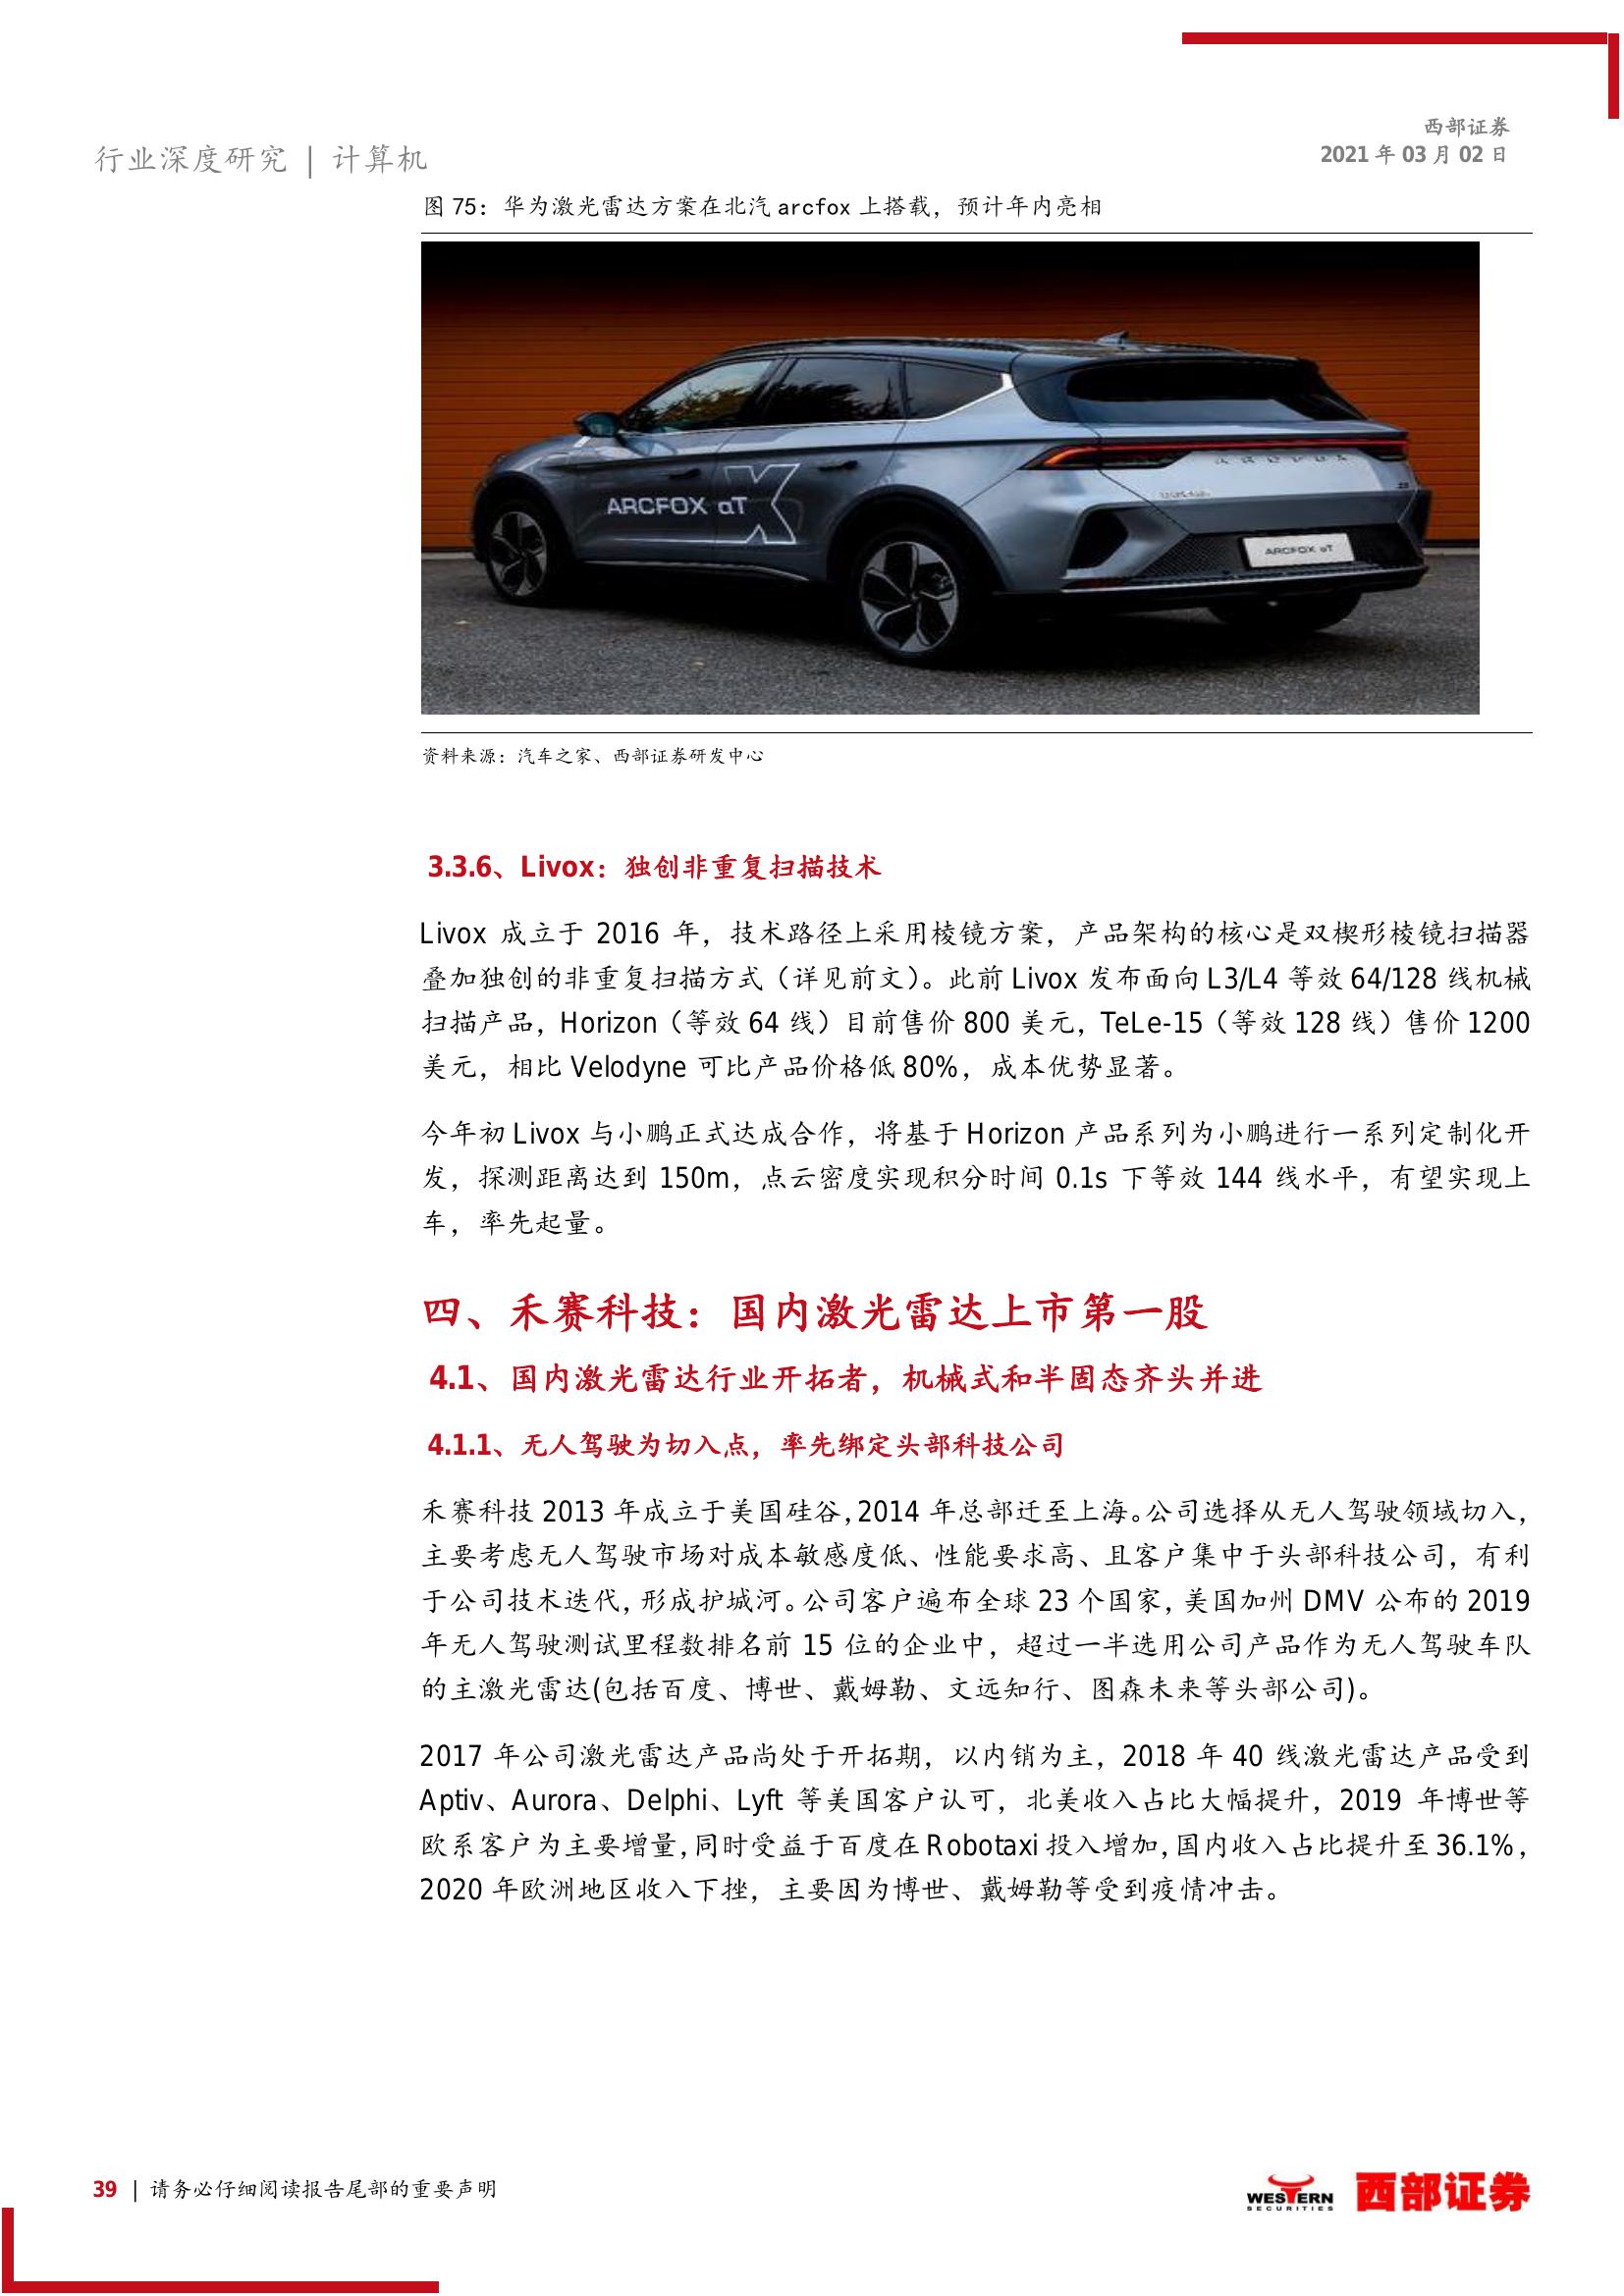 西部证券
行业深度研究 | 计算机
2021 年 03 月 02 日
图 75：华为激光雷达方案在北汽 arcfox 上搭载，预计年内亮相
ARCFOX
ARCFOX αT
ARCFOX αT
资料来源：汽车之家、西部证券研发中心
3.3.6、Livox：独创非重复扫描技术
Livox 成立于 2016 年，技术路径上采用棱镜方案，产品架构的核心是双楔形棱镜扫描器
叠加独创的非重复扫描方式（详见前文）。此前 Livox 发布面向 L3/L4 等效 64/128 线机械
扫描产品，Horizon（等效 64 线）目前售价 800 美元，TeLe-15（等效 128 线）售价 1200
美元，相比 Velodyne 可比产品价格低 80%，成本优势显著。
今年初 Livox 与小鹏正式达成合作，将基于 Horizon 产品系列为小鹏进行一系列定制化开
发，探测距离达到 150m，点云密度实现积分时间 0.1s 下等效 144 线水平，有望实现上
车，率先起量。
四、禾赛科技：国内激光雷达上市第一股
4.1、国内激光雷达行业开拓者，机械式和半固态齐头并进
4.1.1、无人驾驶为切入点，率先绑定头部科技公司
禾赛科技 2013 年成立于美国硅谷，2014 年总部迁至上海。公司选择从无人驾驶领域切入，
主要考虑无人驾驶市场对成本敏感度低、性能要求高、且客户集中于头部科技公司，有利
于公司技术迭代，形成护城河。公司客户遍布全球 23 个国家，美国加州 DMV 公布的 2019
年无人驾驶测试里程数排名前 15 位的企业中，超过一半选用公司产品作为无人驾驶车队
的主激光雷达(包括百度、博世、戴姆勒、文远知行、图森未来等头部公司)。
2017 年公司激光雷达产品尚处于开拓期，以内销为主，2018 年 40 线激光雷达产品受到
Aptiv、Aurora、Delphi、Lyft 等美国客户认可，北美收入占比大幅提升，2019 年博世等
欧系客户为主要增量，同时受益于百度在 Robotaxi 投入增加，国内收入占比提升至 36.1%，
2020 年欧洲地区收入下挫，主要因为博世、戴姆勒等受到疫情冲击。
39 | 请务必仔细阅读报告尾部的重要声明
WESTERN
SECURITIES
西部证券